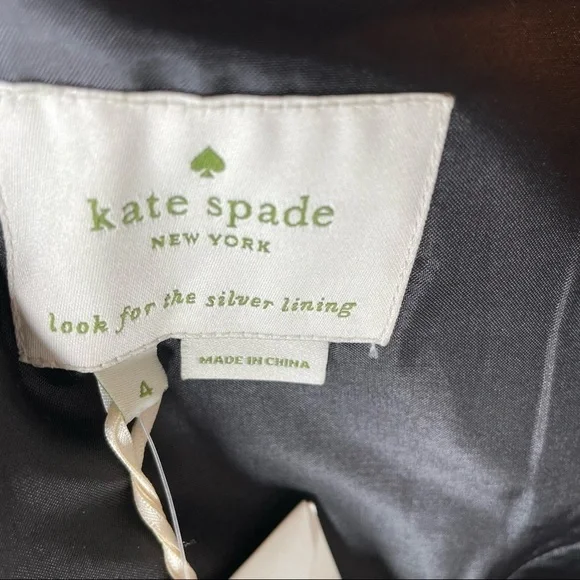 kate spade
NEW YORK
look for the silver lining
4
MADE IN CHINA